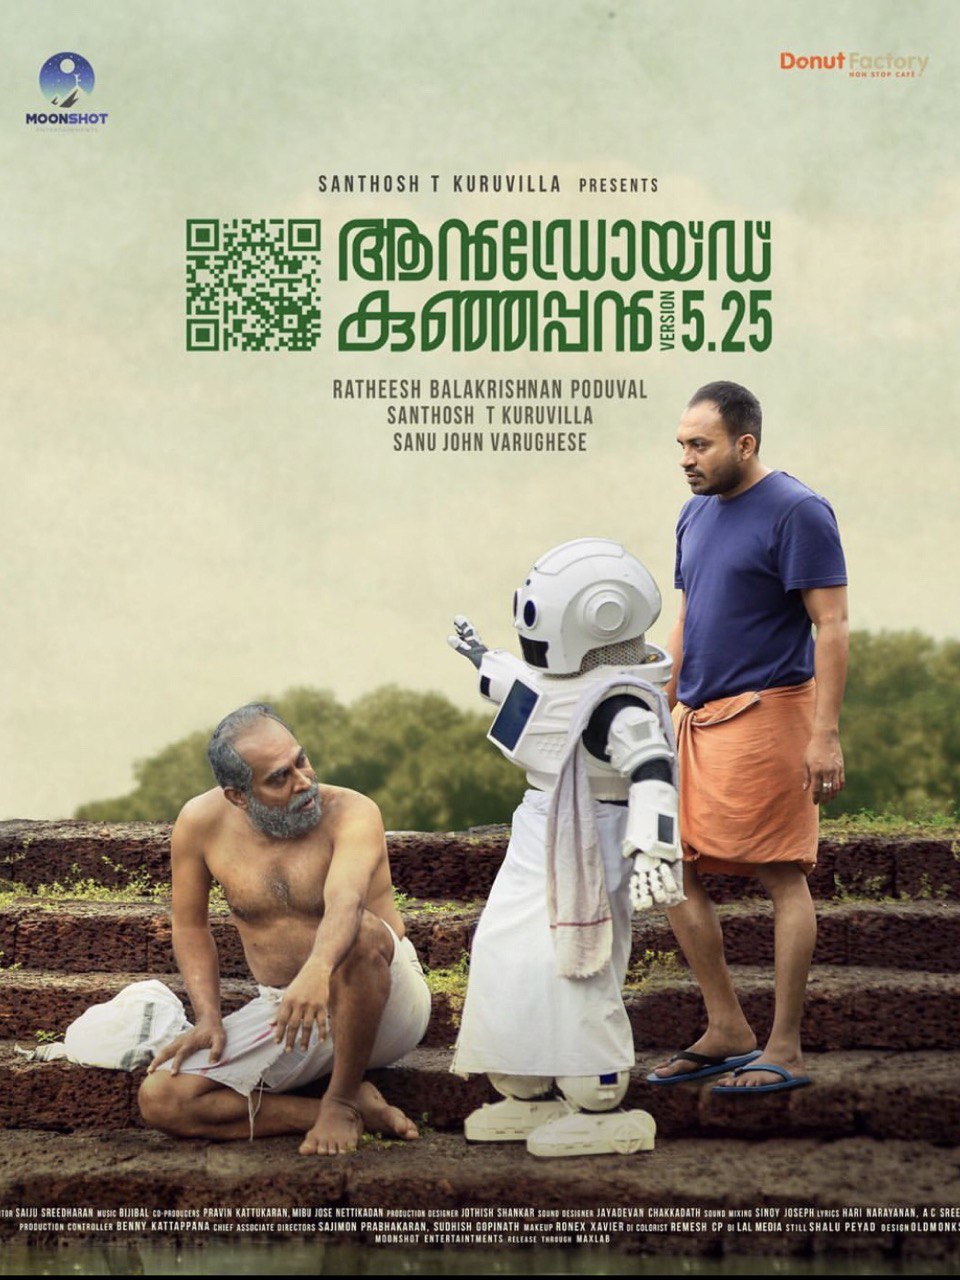 MOONSHOT
ENTERTAINMENTS
Donut Factory
NON STOP CAFÉ
SANTHOSH T KURUVILLA PRESENTS
ആൻഡ്രോയ്ഡ്
കുഞ്ഞപ്പൻ VERSION 5.25
RATHEESH BALAKRISHNAN PODUVAL
SANTHOSH T KURUVILLA
SANU JOHN VARUGHESE
TOR SAIJU SREEDHARAN MUSIC BIJIBAL CO-PRODUCERS PRAVIN KATTUKARAN, MIBU JOSE NETTIKADAN PRODUCTION DESIGNER JOTHISH SHANKAR SOUND DESIGNER JAYADEVAN CHAKKADATH SOUND MIXING SINOY JOSEPH LYRICS HARI NARAYANAN, A C SREE
PRODUCTION CONTROLLER BENNY KATTAPPANA CHIEF ASSOCIATE DIRECTORS SAJIMON PRABHAKARAN, SUDHISH GOPINATH MAKEUP RONEX XAVIER DI COLORIST REMESH CP DI LAL MEDIA STILL SHALU PEYAD DESIGN OLDMONKS
MOONSHOT ENTERTAINTMENTS RELEASE THROUGH MAXLAB